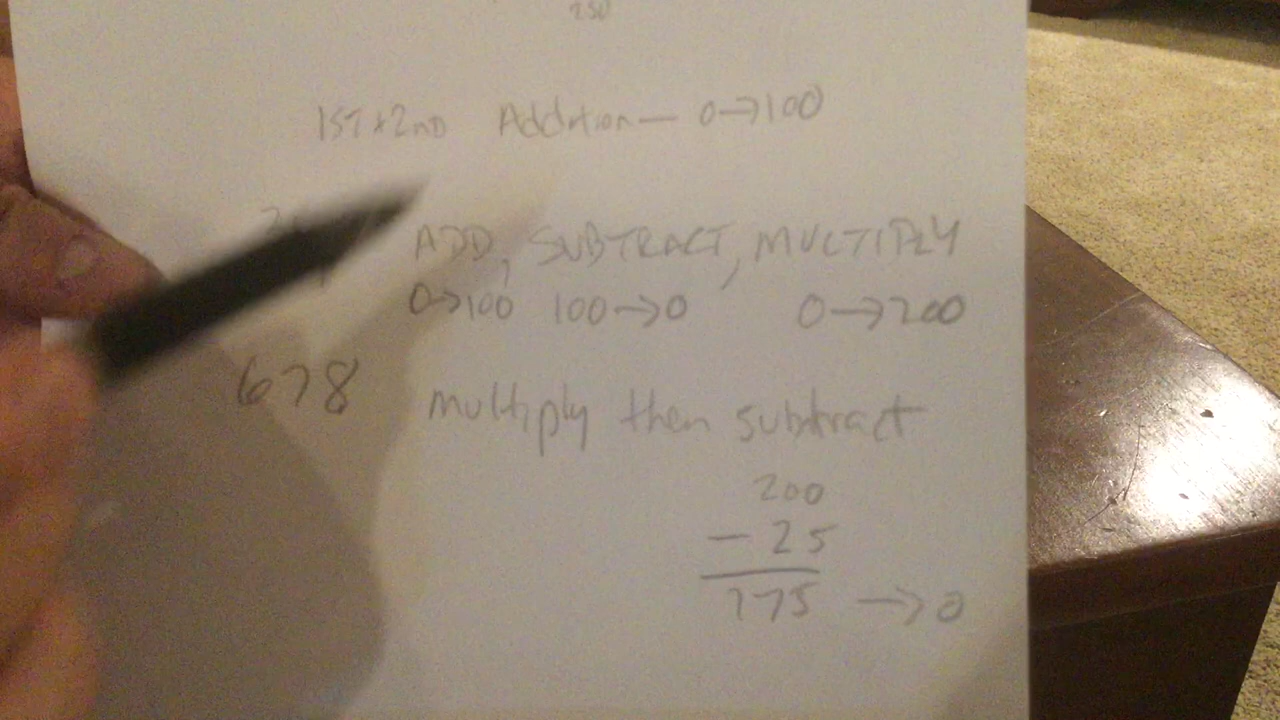 250
1ST + 2ND Addition — 0→100
ADD, SUBTRACT, MULTIPLY
0→100 100→0 0→200
678 multiply then subtract
200
- 25
175 →0